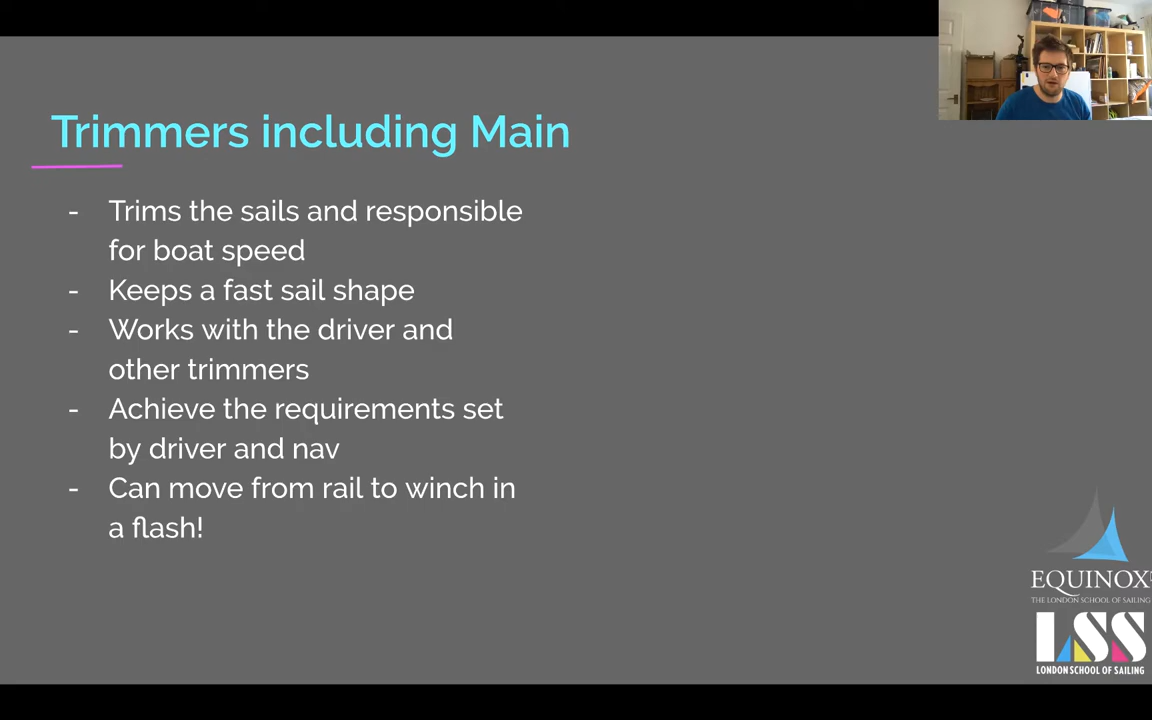 Trimmers including Main
- Trims the sails and responsible
for boat speed
- Keeps a fast sail shape
- Works with the driver and
other trimmers
- Achieve the requirements set
by driver and nav
- Can move from rail to winch in
a flash!
EQUINOX
THE LONDON SCHOOL OF SAILING
LSS
LONDON SCHOOL OF SAILING